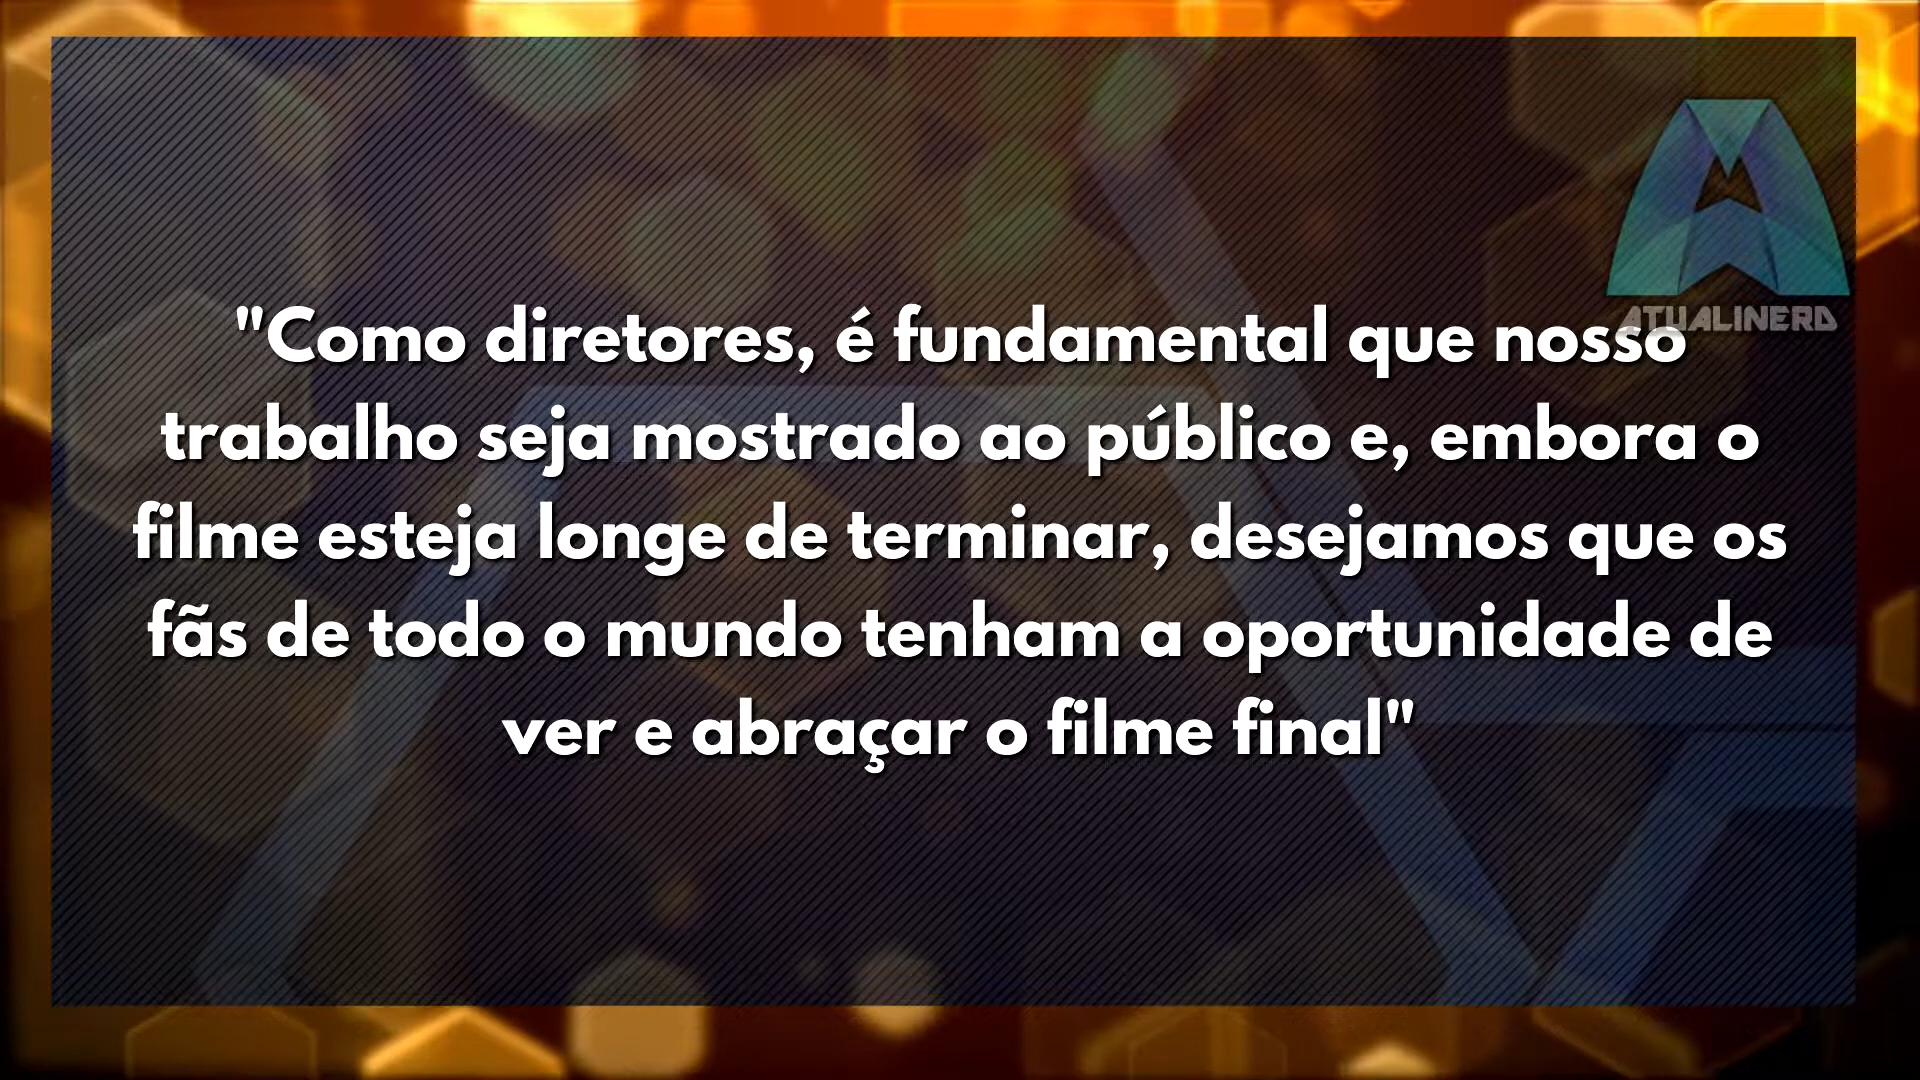 ATUALINERD
"Como diretores, é fundamental que nosso
trabalho seja mostrado ao público e, embora o
filme esteja longe de terminar, desejamos que os
fãs de todo o mundo tenham a oportunidade de
ver e abraçar o filme final"